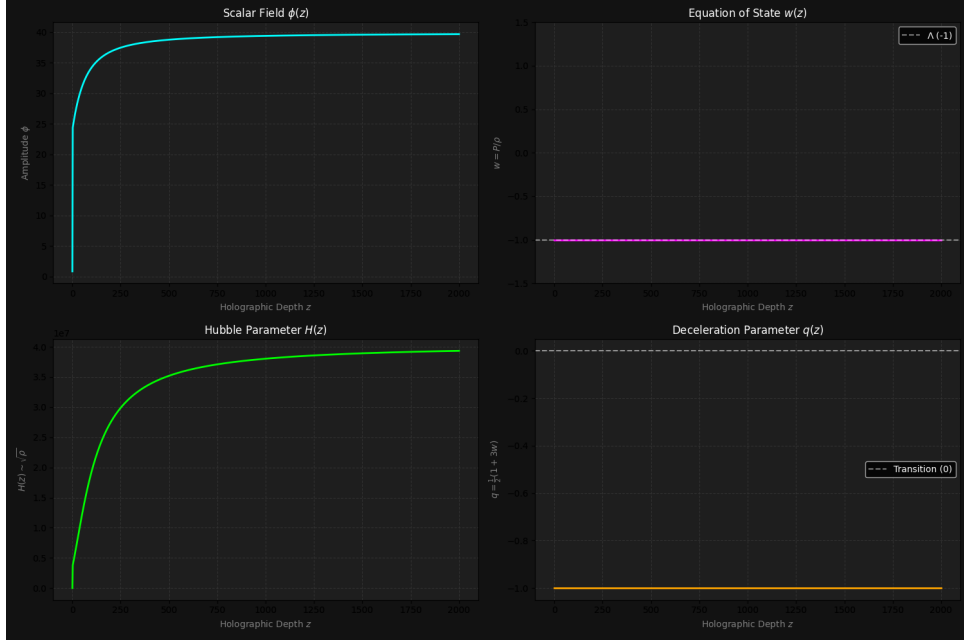 Scalar Field ϕ(z)
40
35
30
25
20
15
10
5
0
Amplitude ϕ
0 250 500 750 1000 1250 1500 1750 2000
Holographic Depth z
Equation of State w(z)
Λ (-1)
1.5
1.0
0.5
0.0
−0.5
−1.0
−1.5
w = P/ρ
0 250 500 750 1000 1250 1500 1750 2000
Holographic Depth z
Hubble Parameter H(z)
1e7
4.0
3.5
3.0
2.5
2.0
1.5
1.0
0.5
0.0
H(z) ~ √ρ
0 250 500 750 1000 1250 1500 1750 2000
Holographic Depth z
Deceleration Parameter q(z)
0.0
−0.2
−0.4
−0.6
−0.8
−1.0
Transition (0)
q = ½(1 + 3w)
0 250 500 750 1000 1250 1500 1750 2000
Holographic Depth z